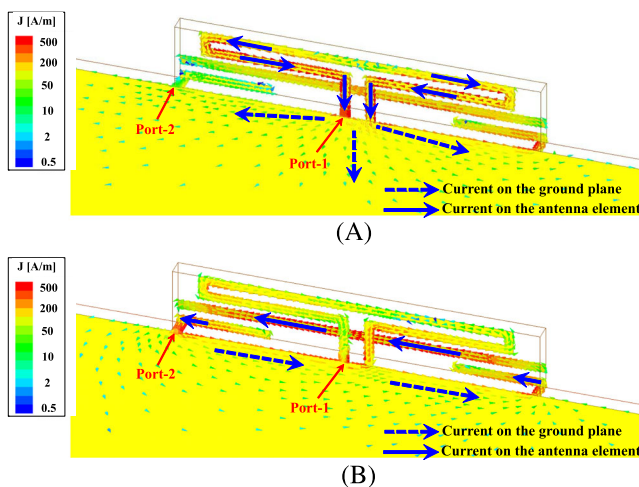 J [A/m]
500
200
50
10
2
0.5
Port-2
Port-1
Current on the ground plane
Current on the antenna element
(A)
J [A/m]
500
200
50
10
2
0.5
Port-2
Port-1
Current on the ground plane
Current on the antenna element
(B)